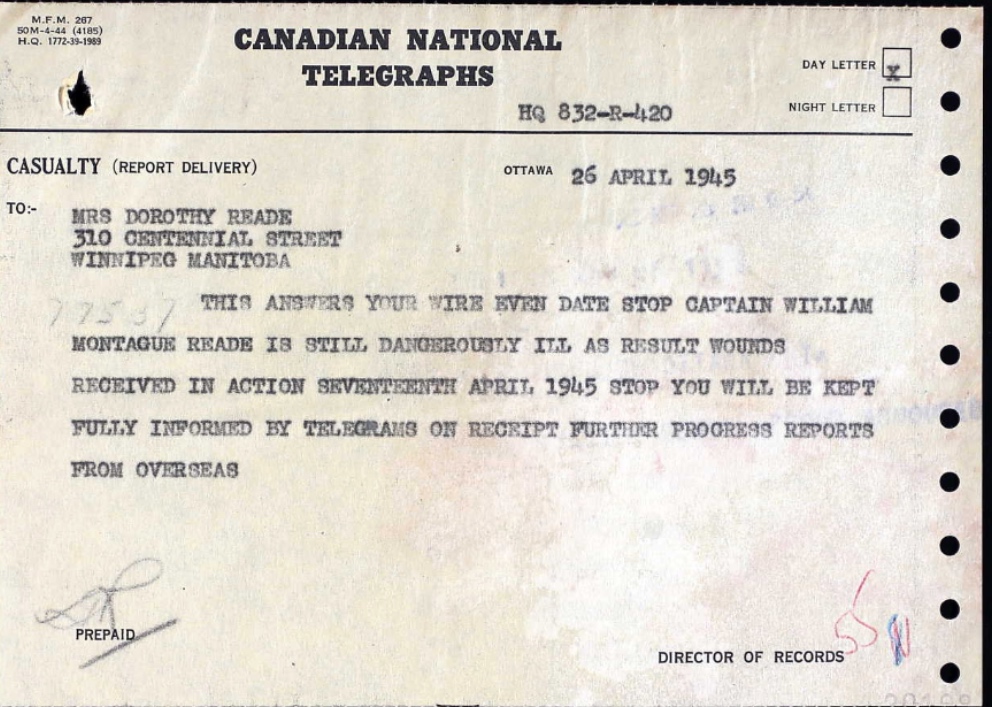 M.F.M. 267
50M-4-44 (4185)
H.Q. 1772-39-1989
CANADIAN NATIONAL
TELEGRAPHS
DAY LETTER X
NIGHT LETTER
HQ 832-R-420
CASUALTY (REPORT DELIVERY)
OTTAWA 26 APRIL 1945
TO:-
MRS DOROTHY READE
310 CENTENNIAL STREET
WINNIPEG MANITOBA
77537
THIS ANSWERS YOUR WIRE EVEN DATE STOP CAPTAIN WILLIAM
MONTAGUE READE IS STILL DANGEROUSLY ILL AS RESULT WOUNDS
RECEIVED IN ACTION SEVENTEENTH APRIL 1945 STOP YOU WILL BE KEPT
FULLY INFORMED BY TELEGRAMS ON RECEIPT FURTHER PROGRESS REPORTS
FROM OVERSEAS
PREPAID
55
DIRECTOR OF RECORDS